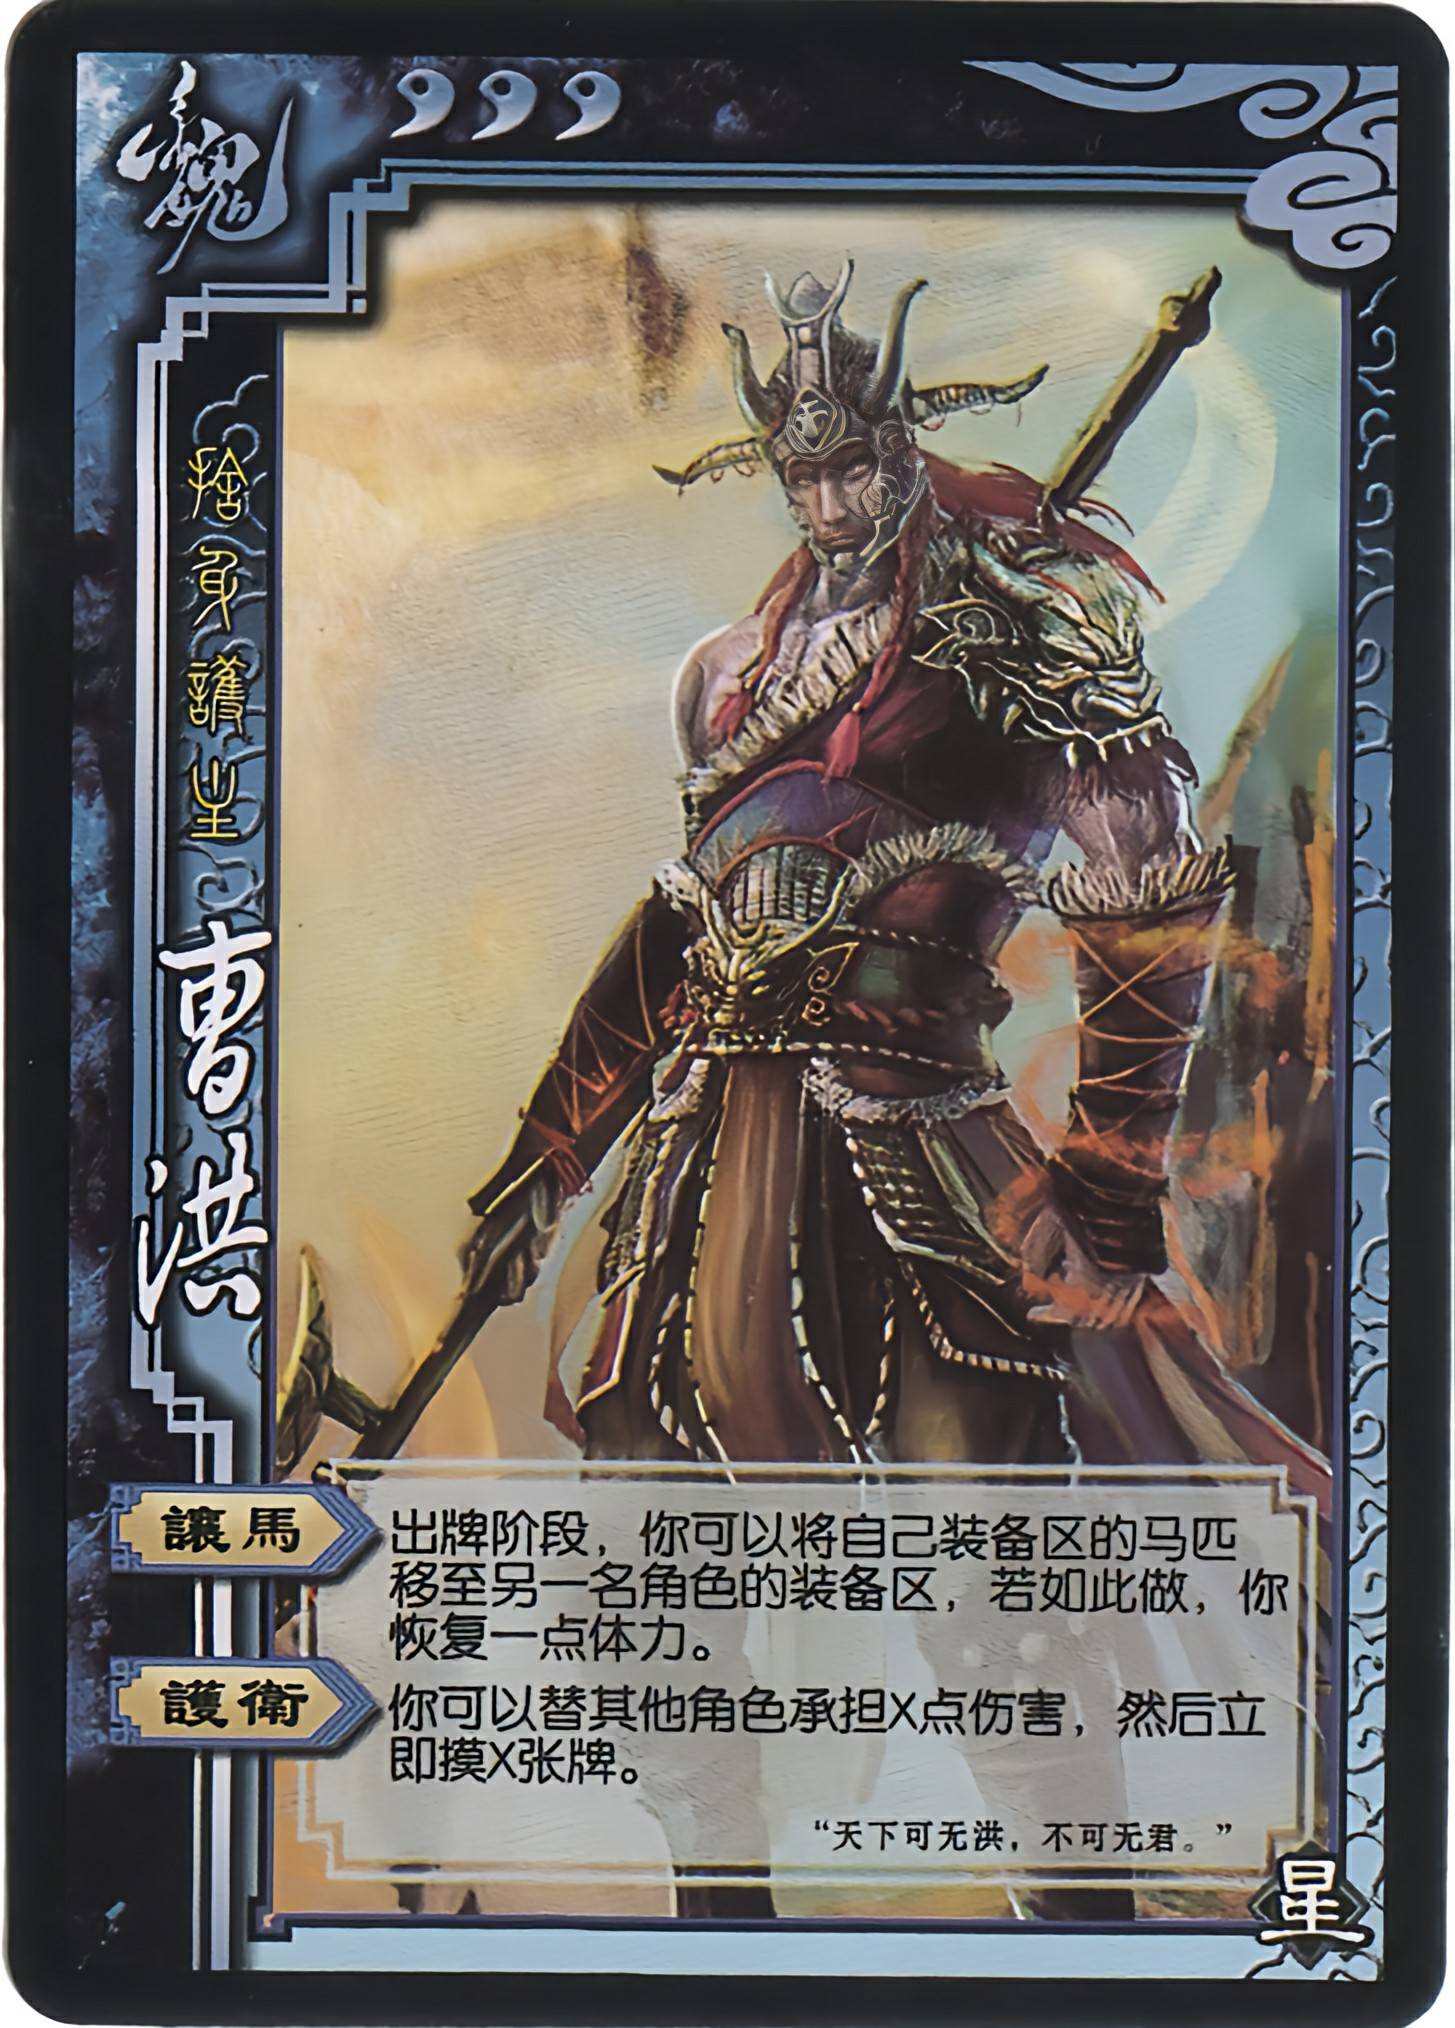 魏
捨身護主
曹洪
讓馬
出牌阶段，你可以将自己装备区的马匹
移至另一名角色的装备区，若如此做，你
恢复一点体力。
護衛
你可以替其他角色承担X点伤害，然后立
即摸X张牌。
“天下可无洪，不可无君。”
星